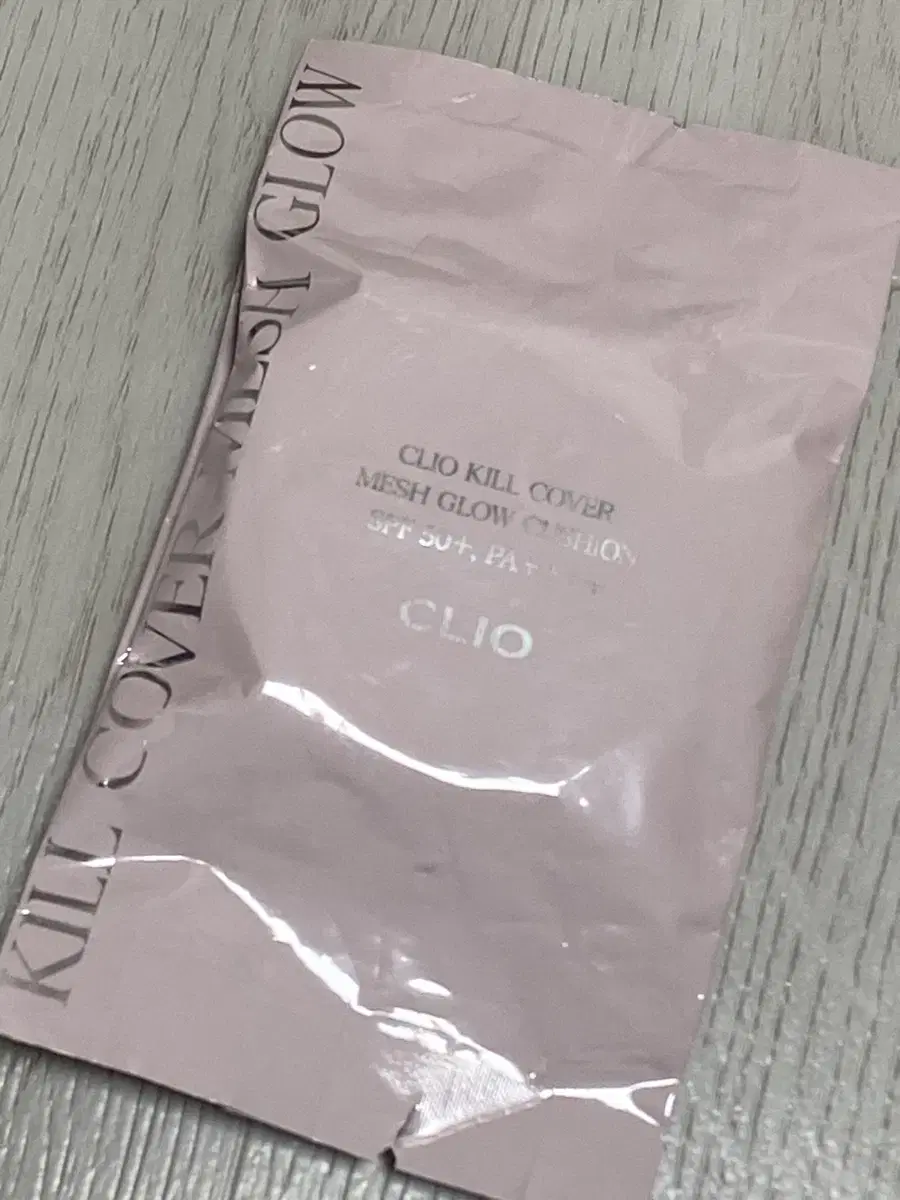 KILL COVER MESH GLOW
CLIO KILL COVER
MESH GLOW CUSHION
SPF 50+, PA+
CLIO